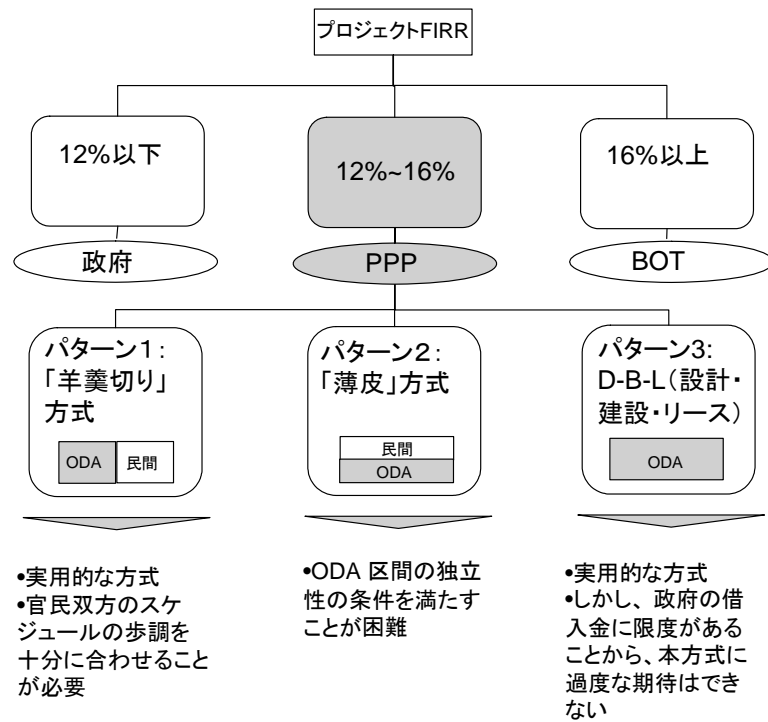 プロジェクトFIRR
12%以下
12%~16%
16%以上
政府
PPP
BOT
パターン1:
「羊羹切り」
方式
ODA
民間
パターン2:
「薄皮」方式
民間
ODA
パターン3:
D-B-L(設計・
建設・リース)
ODA
•実用的な方式
•官民双方のスケ
ジュールの歩調を
十分に合わせること
が必要
•ODA 区間の独立
性の条件を満たす
ことが困難
•実用的な方式
•しかし、政府の借
入金に限度がある
ことから、本方式に
過度な期待はでき
ない